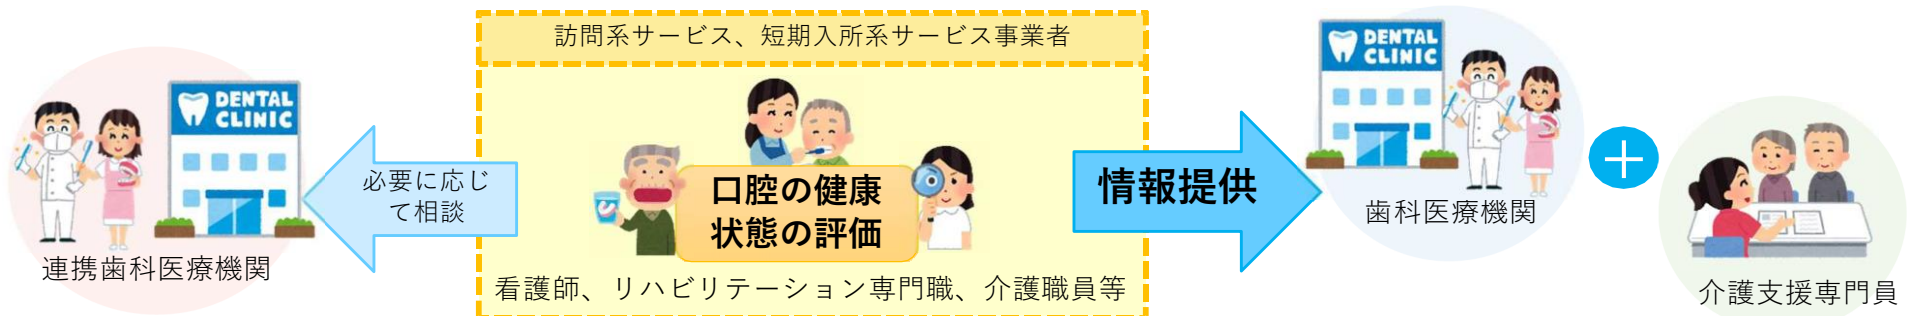 訪問系サービス、短期入所系サービス事業者
DENTAL
CLINIC
必要に応じ
て相談
連携歯科医療機関
口腔の健康
状態の評価
看護師、リハビリテーション専門職、介護職員等
情報提供
DENTAL
CLINIC
歯科医療機関
＋
介護支援専門員